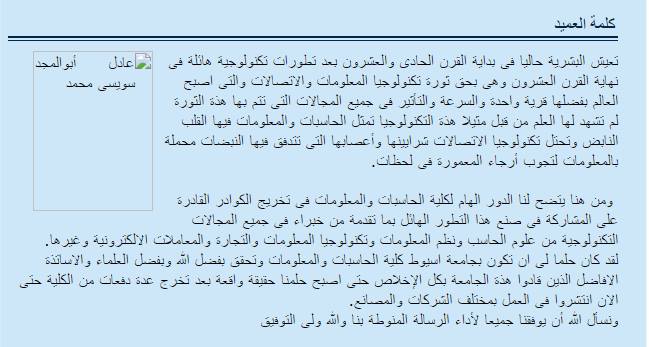 كلمة العميد
عادل أبوالمجد
سويسى محمد
تعيش البشرية حاليا فى بداية القرن الحادى والعشرون بعد تطورات تكنولوجية هائلة فى
نهاية القرن العشرون وهى بحق ثورة تكنولوجيا المعلومات والاتصالات والتى اصبح
العالم بفضلها قرية واحدة والسرعة والتأثير فى جميع المجالات التى تتم بها هذة الثورة
لم تشهد لها العلم من قبل مثيلا هذة التكنولوجيا تمثل الحاسبات والمعلومات فيها القلب
النابض وتحتل تكنولوجيا الاتصالات شرايينها وأعصابها التى تتدفق فيها النبضات محملة
بالمعلومات لتجوب أرجاء المعمورة فى لحظات.
ومن هنا يتضح لنا الدور الهام لكلية الحاسبات والمعلومات فى تخريج الكوادر القادرة
على المشاركة فى صنع هذا التطور الهائل بما تقدمة من خبراء فى جميع المجالات
التكنولوجية من علوم الحاسب ونظم المعلومات وتكنولوجيا المعلومات والتجارة والمعاملات الالكترونية وغيرها.
لقد كان حلما لى ان تكون بجامعة اسيوط كلية الحاسبات والمعلومات وتحقق بفضل الله وبفضل العلماء والاساتذة
الافاضل الذين قادوا هذة الجامعة بكل الإخلاص حتى اصبح حلمنا حقيقة واقعة بعد تخرج عدة دفعات من الكلية حتى
الان انتشروا فى العمل بمختلف الشركات والمصانع.
ونسأل الله أن يوفقنا جميعا لأداء الرسالة المنوطة بنا والله ولى التوفيق